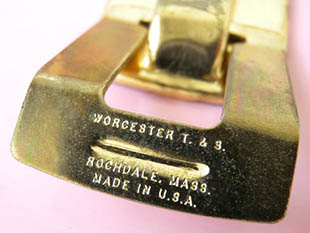 WORCESTER T. & S.
ROCHDALE, MASS.
MADE IN U.S.A.